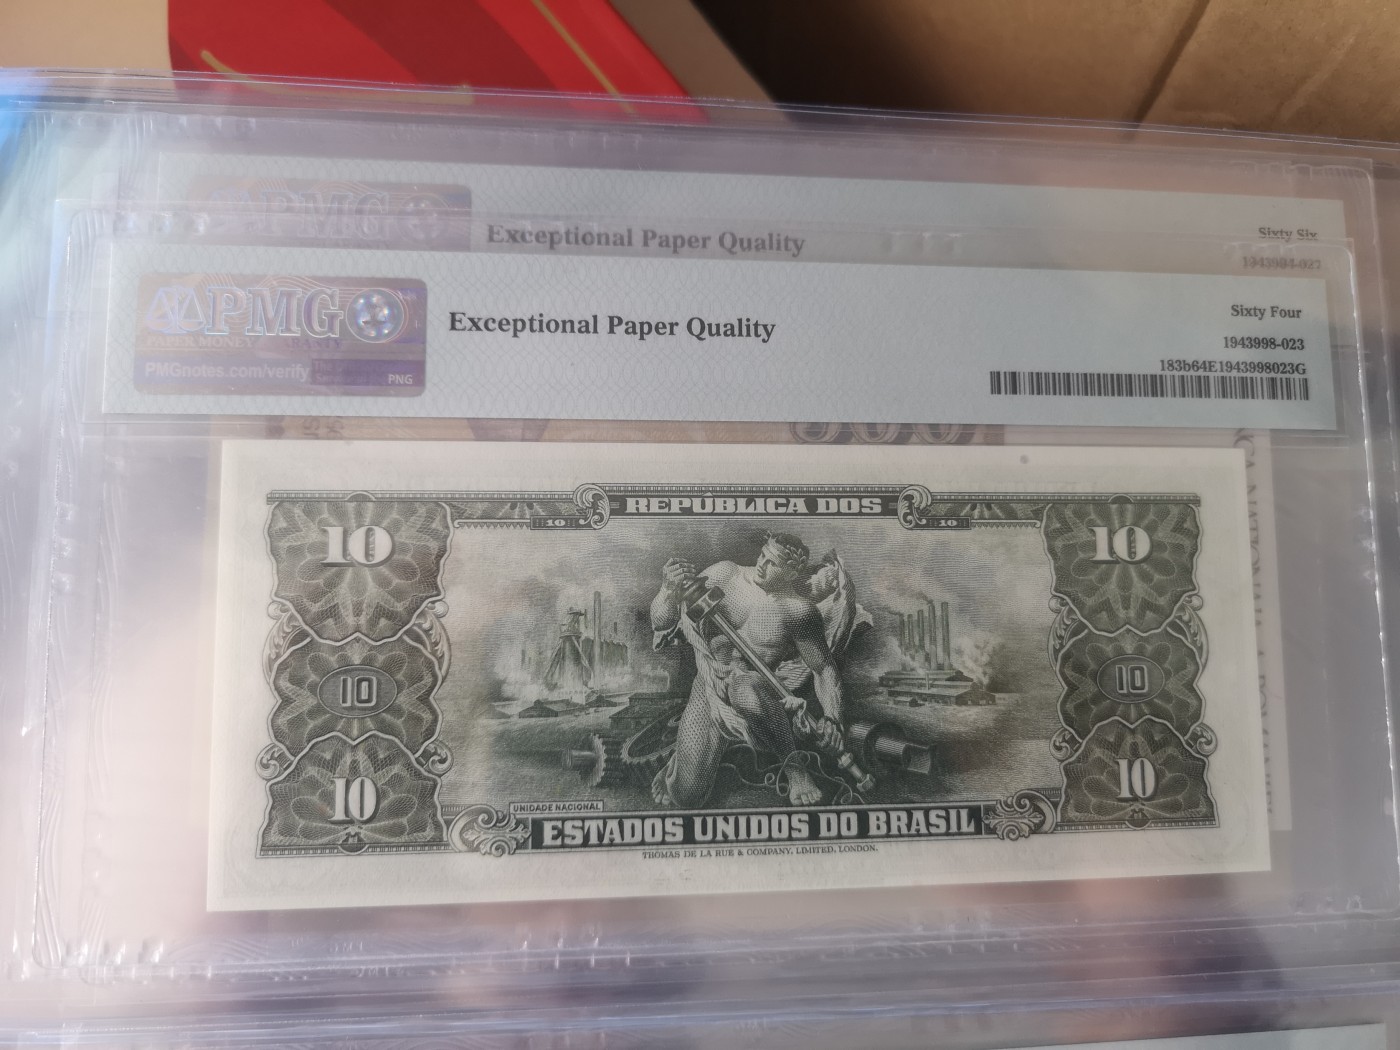 PMG
Exceptional Paper Quality
Sixty Six
PMG
PAPER MONEY
PMGnotes.com/verify
PNG
Exceptional Paper Quality
Sixty Four
1943998-023
183b64E1943998023G
REPÚBLICA DOS
10 10
10 10
10 10
10 10
UNIDADE NACIONAL
ESTADOS UNIDOS DO BRASIL
THOMAS DE LA RUE & COMPANY, LIMITED, LONDON.